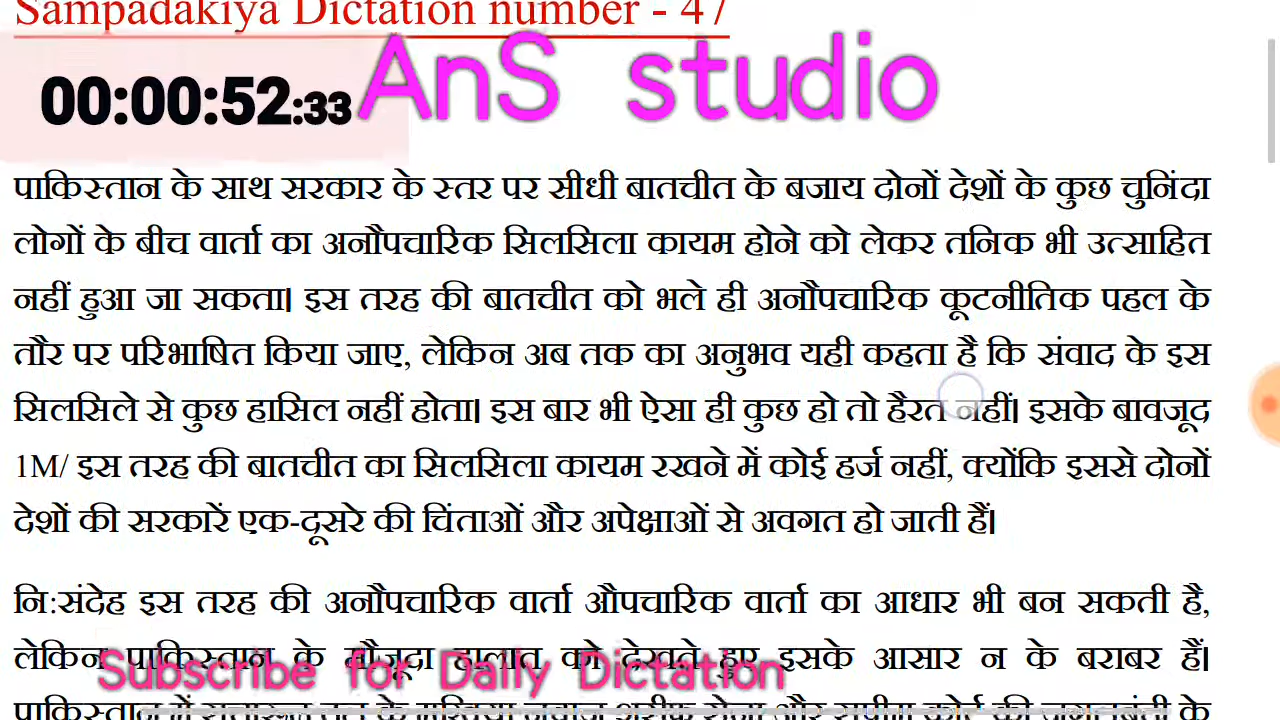 Sampadakiya Dictation number - 47
00:00:52:33 AnS studio
पाकिस्तान के साथ सरकार के स्तर पर सीधी बातचीत के बजाय दोनों देशों के कुछ चुनिंदा
लोगों के बीच वार्ता का अनौपचारिक सिलसिला कायम होने को लेकर तनिक भी उत्साहित
नहीं हुआ जा सकता। इस तरह की बातचीत को भले ही अनौपचारिक कूटनीतिक पहल के
तौर पर परिभाषित किया जाए, लेकिन अब तक का अनुभव यही कहता है कि संवाद के इस
सिलसिले से कुछ हासिल नहीं होता। इस बार भी ऐसा ही कुछ हो तो हैरत नहीं। इसके बावजूद
1M/ इस तरह की बातचीत का सिलसिला कायम रखने में कोई हर्ज नहीं, क्योंकि इससे दोनों
देशों की सरकारें एक-दूसरे की चिंताओं और अपेक्षाओं से अवगत हो जाती हैं।
नि:संदेह इस तरह की अनौपचारिक वार्ता औपचारिक वार्ता का आधार भी बन सकती है,
लेकिन पाकिस्तान के मौजूदा हालात को देखते हुए इसके आसार न के बराबर हैं।
Subscribe for Daily Dictation
पाकिस्तान में के नवाज शरीफ सेना और सुप्रीम कोर्ट की के